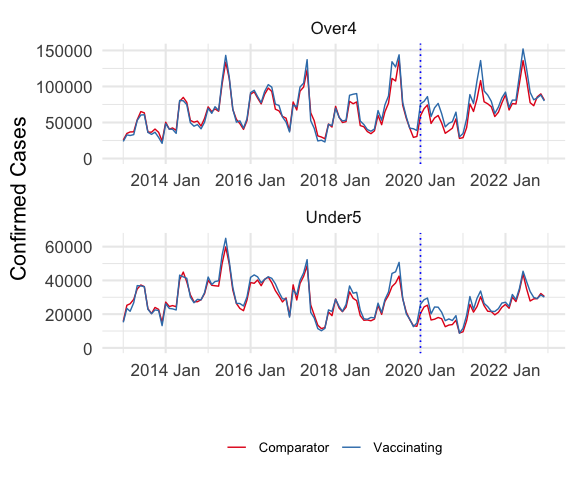 Over4
150000
100000
50000
0
2014 Jan 2016 Jan 2018 Jan 2020 Jan 2022 Jan
Confirmed Cases
Under5
60000
40000
20000
0
2014 Jan 2016 Jan 2018 Jan 2020 Jan 2022 Jan
Comparator Vaccinating